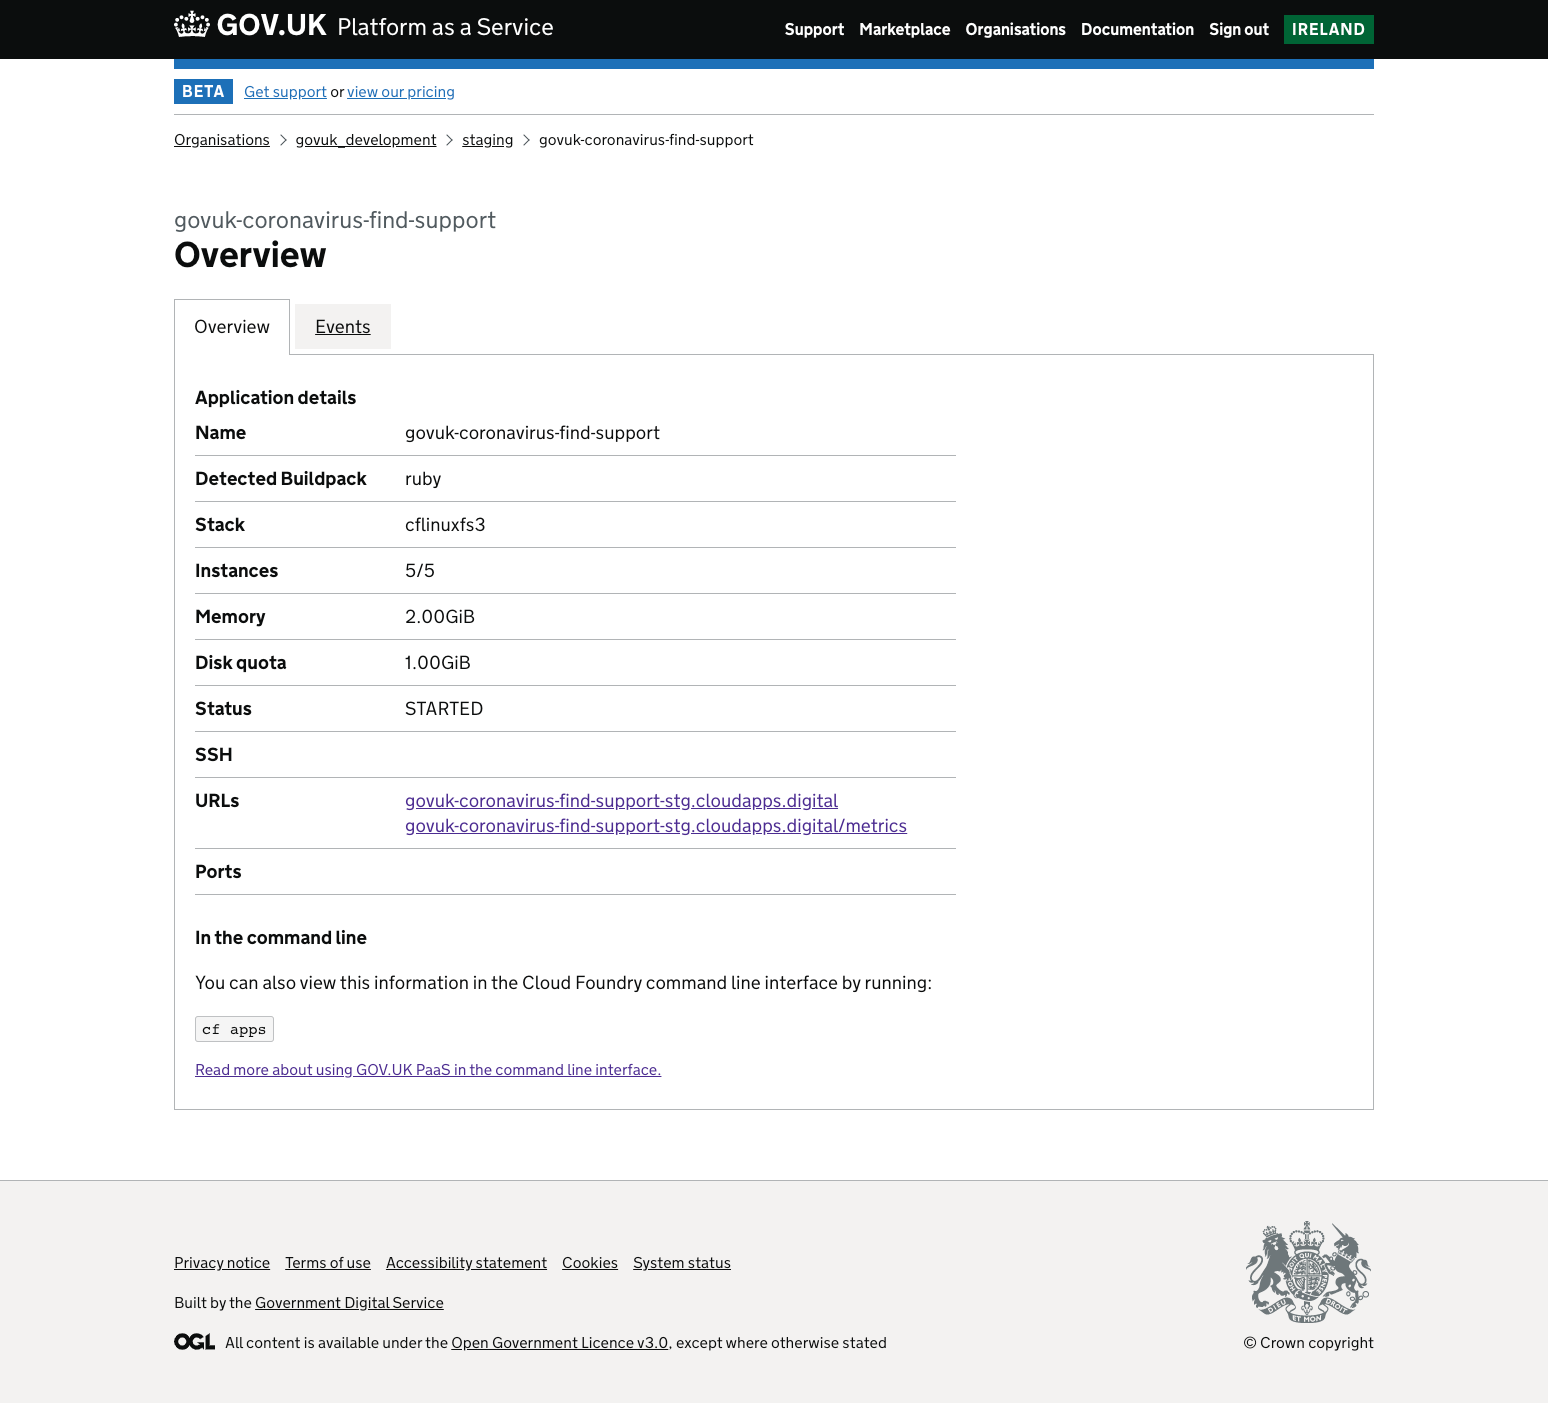 GOV.UK Platform as a Service Support Marketplace Organisations Documentation Sign out IRELAND
BETA Get support or view our pricing
Organisations > govuk_development > staging > govuk-coronavirus-find-support
govuk-coronavirus-find-support
Overview
Overview Events
Application details
Name govuk-coronavirus-find-support
Detected Buildpack ruby
Stack cflinuxfs3
Instances 5/5
Memory 2.00GiB
Disk quota 1.00GiB
Status STARTED
SSH
URLs govuk-coronavirus-find-support-stg.cloudapps.digital
govuk-coronavirus-find-support-stg.cloudapps.digital/metrics
Ports
In the command line
You can also view this information in the Cloud Foundry command line interface by running:
cf apps
Read more about using GOV.UK PaaS in the command line interface.
Privacy notice Terms of use Accessibility statement Cookies System status
Built by the Government Digital Service
DIEU ET MON DROIT
OGL All content is available under the Open Government Licence v3.0, except where otherwise stated
© Crown copyright